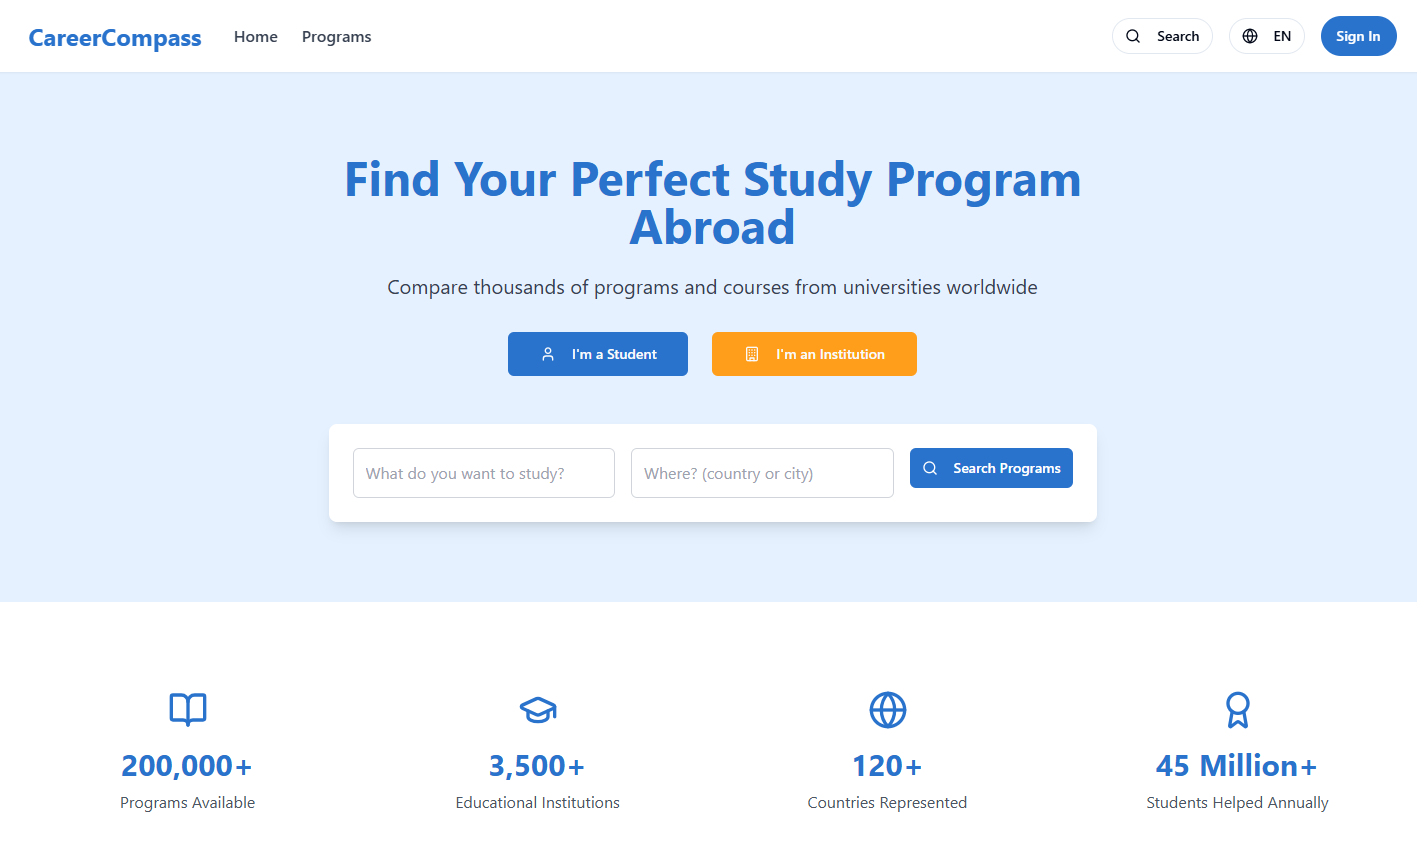 CareerCompass
Home
Programs
Search
EN
Sign In
Find Your Perfect Study Program
Abroad
Compare thousands of programs and courses from universities worldwide
I'm a Student
I'm an Institution
What do you want to study?
Where? (country or city)
Search Programs
200,000+
Programs Available
3,500+
Educational Institutions
120+
Countries Represented
45 Million+
Students Helped Annually